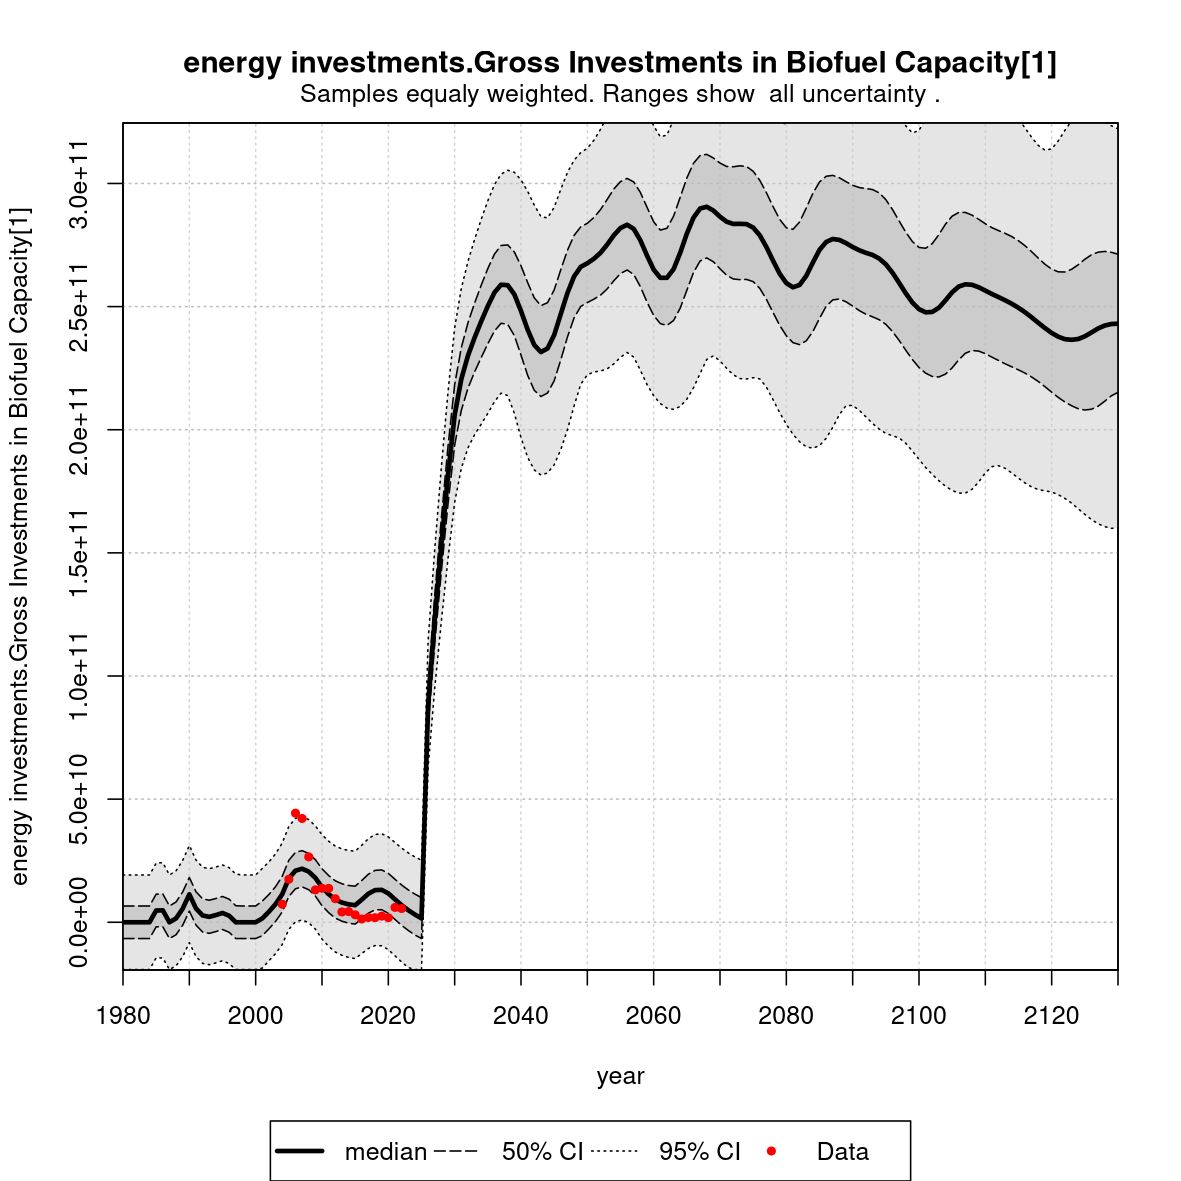 energy investments.Gross Investments in Biofuel Capacity[1]
Samples equaly weighted. Ranges show  all uncertainty .
energy investments.Gross Investments in Biofuel Capacity[1]
3.0e+11
2.5e+11
2.0e+11
1.5e+11
1.0e+11
5.0e+10
0.0e+00
1980 2000 2020 2040 2060 2080 2100 2120
year
median 50% CI 95% CI Data